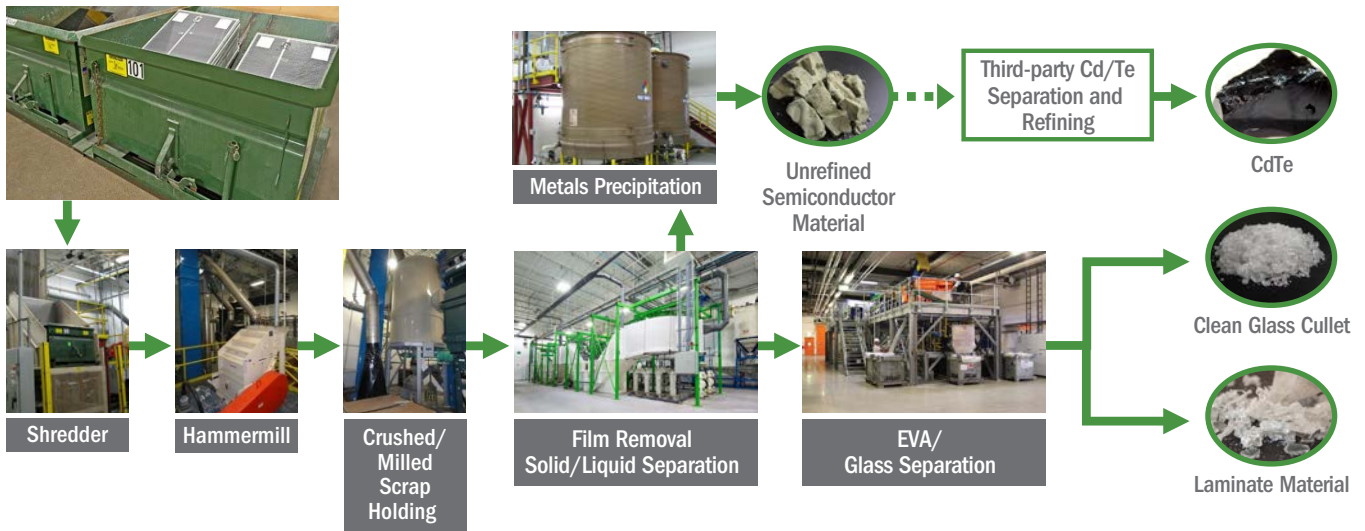 101
Metals Precipitation
Unrefined
Semiconductor
Material
Third-party Cd/Te
Separation and
Refining
CdTe
Shredder
Hammermill
Crushed/
Milled
Scrap
Holding
Film Removal
Solid/Liquid Separation
EVA/
Glass Separation
Clean Glass Cullet
Laminate Material